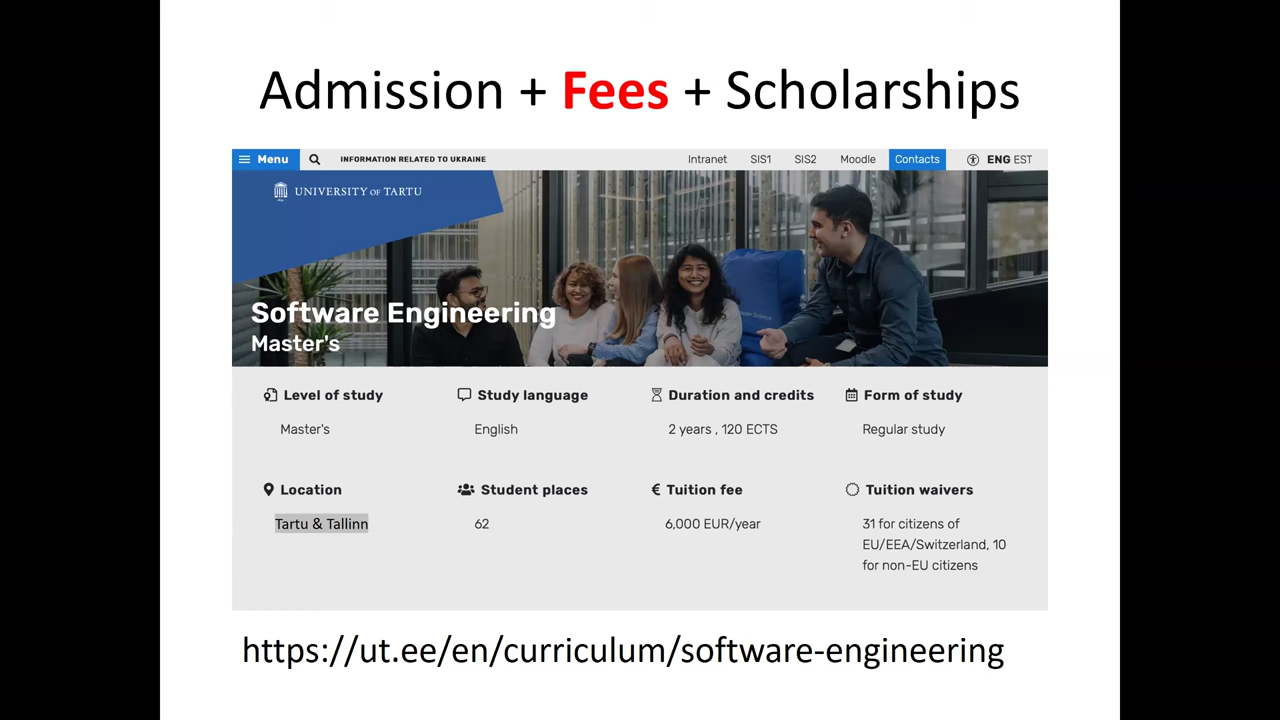 Admission + Fees + Scholarships
Menu INFORMATION RELATED TO UKRAINE Intranet SIS1 SIS2 Moodle Contacts ENG EST
UNIVERSITY OF TARTU
Software Engineering
Master's
Level of study Study language Duration and credits Form of study
Master's English 2 years , 120 ECTS Regular study
Location Student places Tuition fee Tuition waivers
Tartu & Tallinn 62 6,000 EUR/year 31 for citizens of
EU/EEA/Switzerland, 10
for non-EU citizens
https://ut.ee/en/curriculum/software-engineering